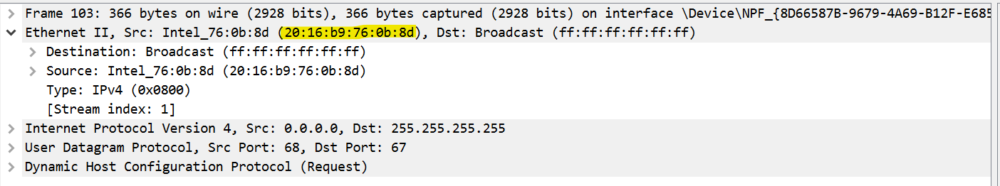 Frame 103: 366 bytes on wire (2928 bits), 366 bytes captured (2928 bits) on interface \Device\NPF_{8D66587B-9679-4A69-B12F-E685
Ethernet II, Src: Intel_76:0b:8d (20:16:b9:76:0b:8d), Dst: Broadcast (ff:ff:ff:ff:ff:ff)
Destination: Broadcast (ff:ff:ff:ff:ff:ff)
Source: Intel_76:0b:8d (20:16:b9:76:0b:8d)
Type: IPv4 (0x0800)
[Stream index: 1]
Internet Protocol Version 4, Src: 0.0.0.0, Dst: 255.255.255.255
User Datagram Protocol, Src Port: 68, Dst Port: 67
Dynamic Host Configuration Protocol (Request)